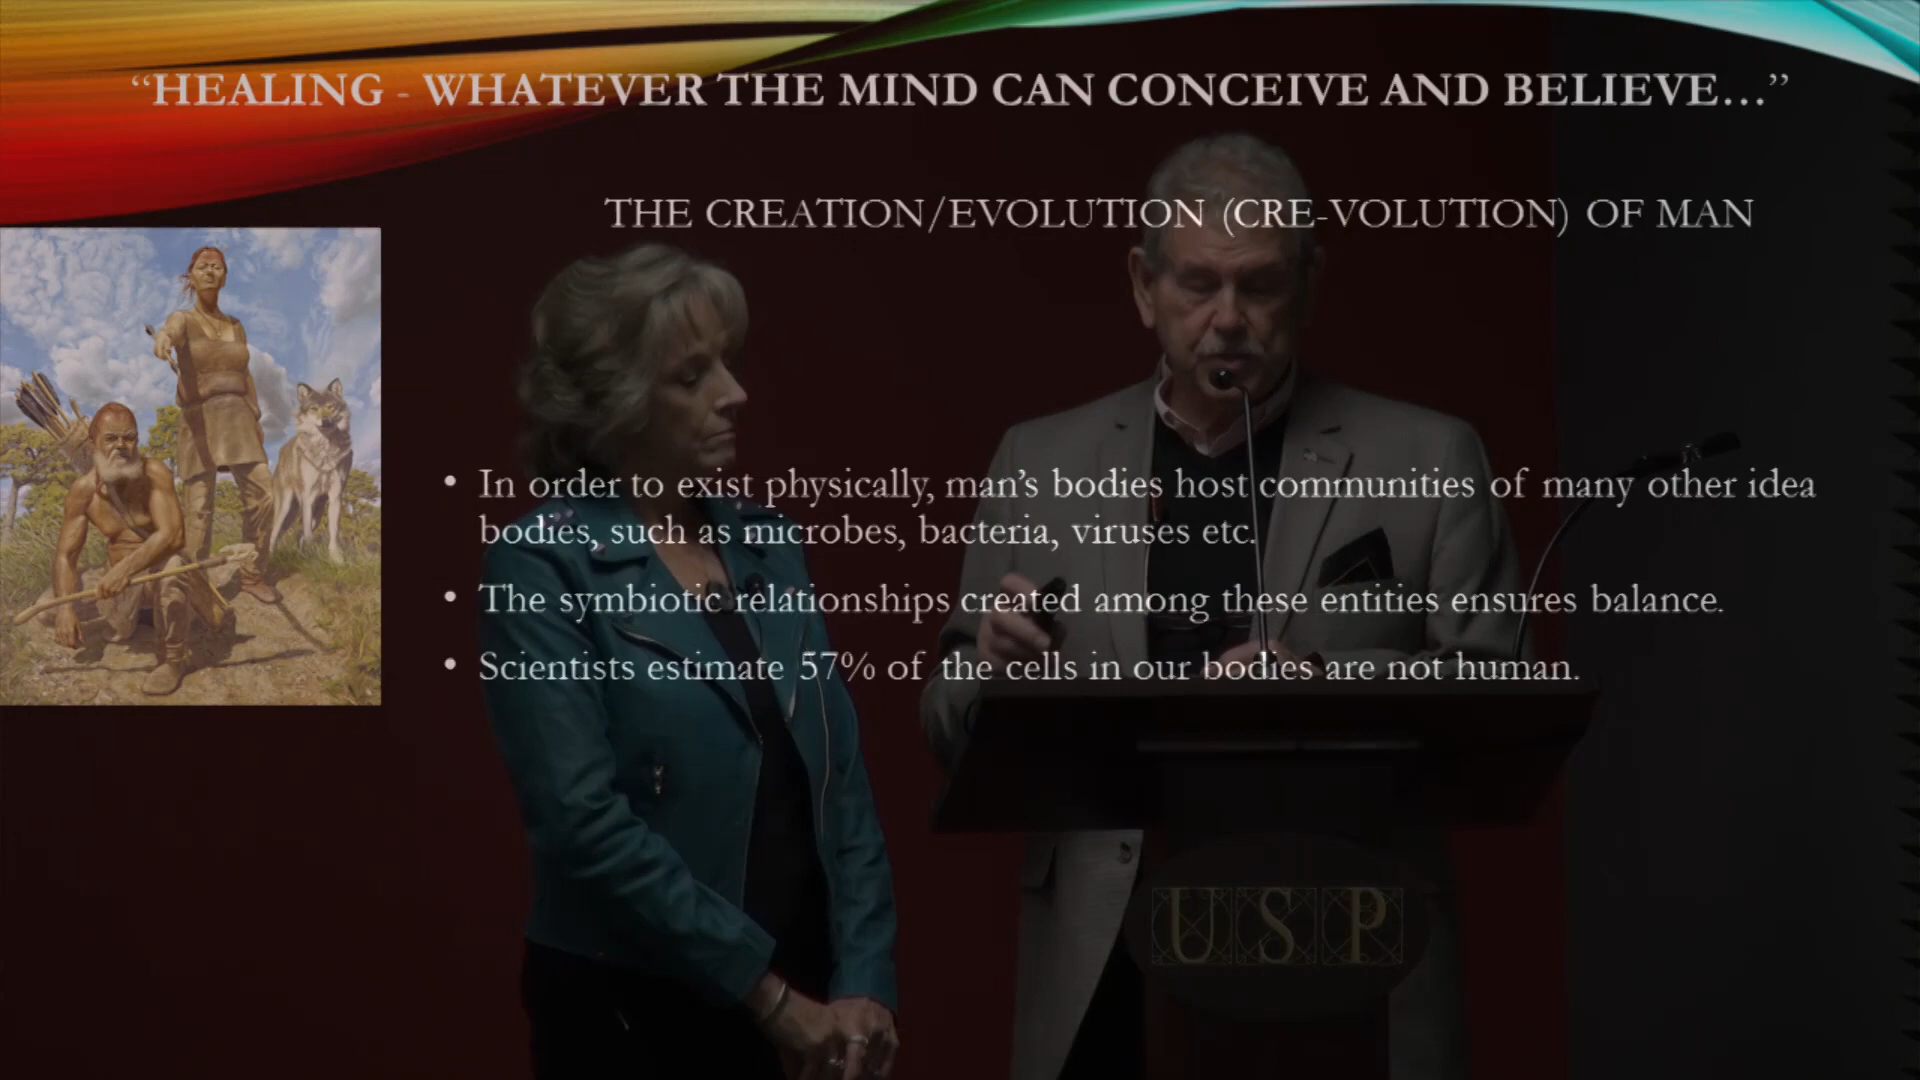 “HEALING - WHATEVER THE MIND CAN CONCEIVE AND BELIEVE…”
THE CREATION/EVOLUTION (CRE-VOLUTION) OF MAN
• In order to exist physically, man’s bodies host communities of many other idea
bodies, such as microbes, bacteria, viruses etc.
• The symbiotic relationships created among these entities ensures balance.
• Scientists estimate 57% of the cells in our bodies are not human.
USP